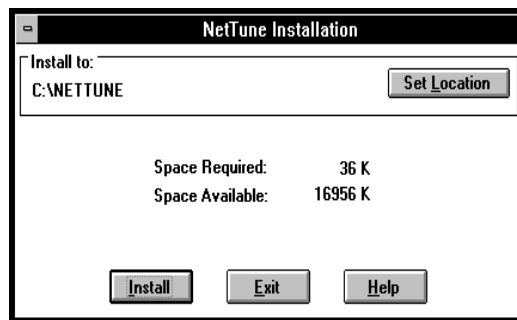 NetTune Installation
Install to:
C:\NETTUNE
Set Location
Space Required: 36 K
Space Available: 16956 K
Install Exit Help